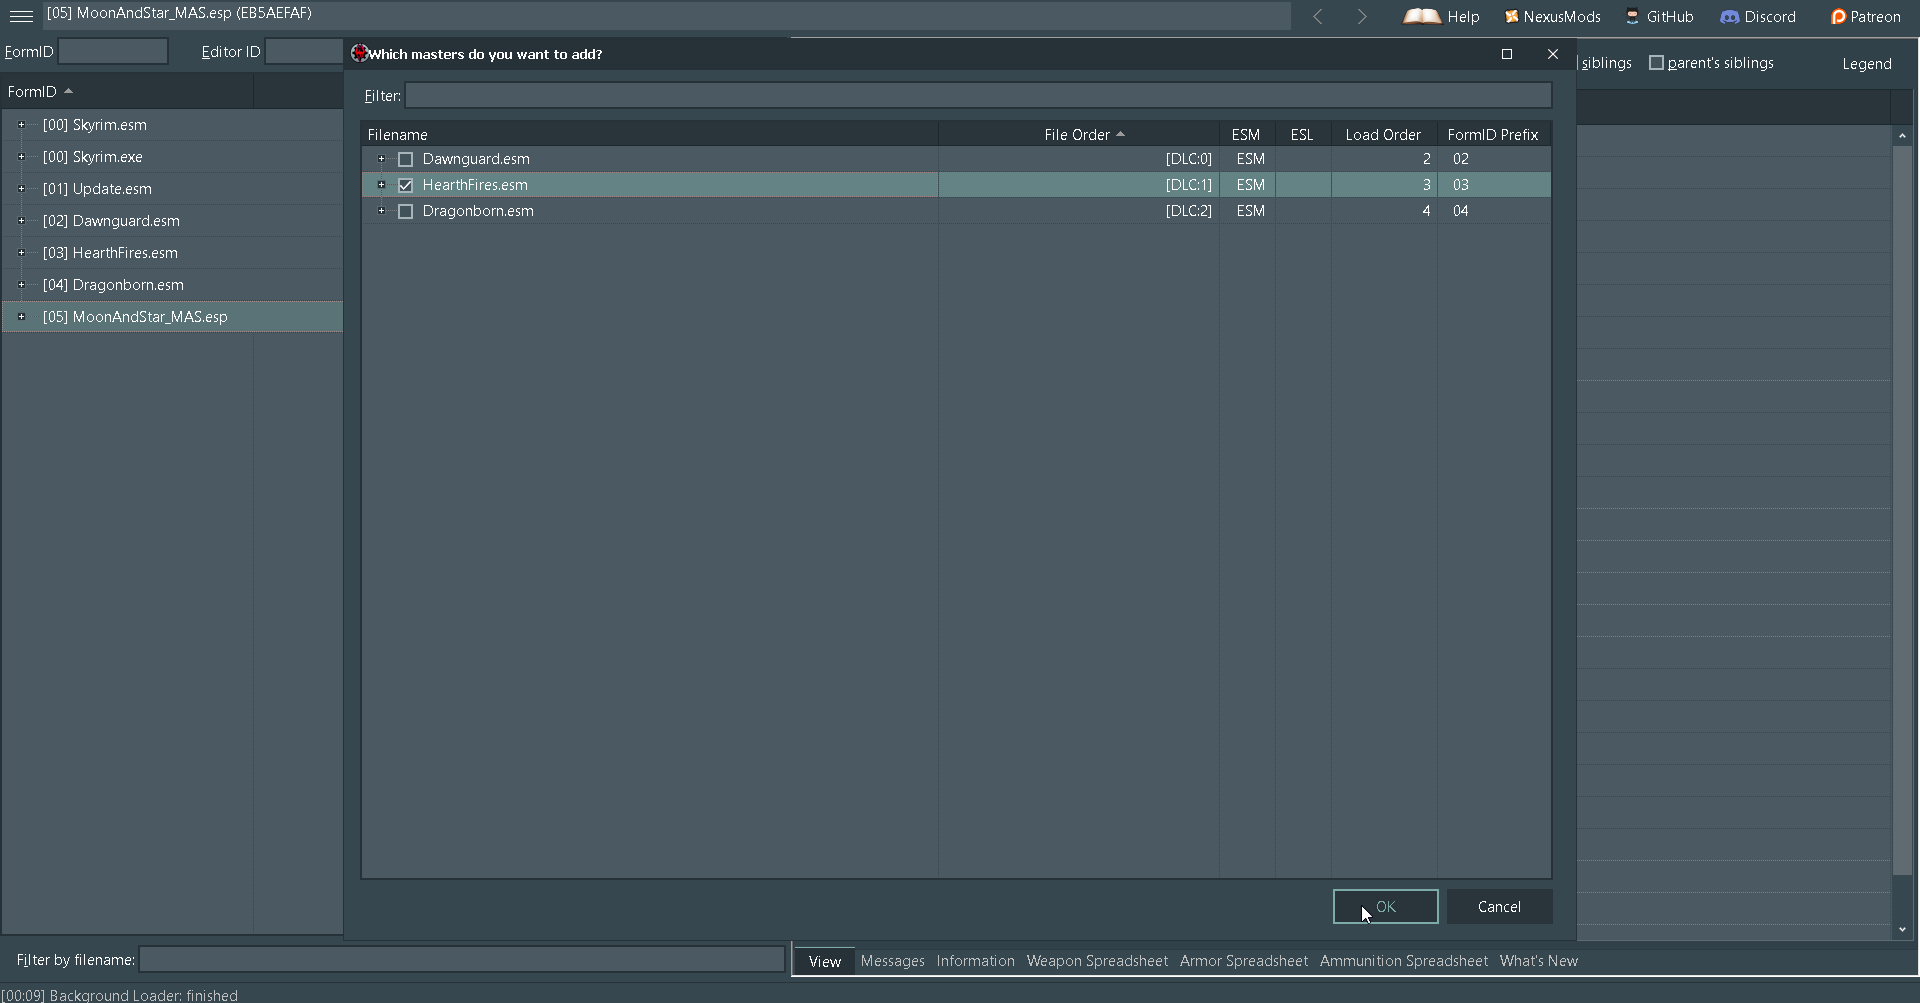 [05] MoonAndStar_MAS.esp (EB5AEFAF)
Help NexusMods GitHub Discord Patreon
FormID Editor ID
Which masters do you want to add?
siblings parent's siblings Legend
FormID
Filter:
Filename File Order ESM ESL Load Order FormID Prefix
Dawnguard.esm [DLC:0] ESM 2 02
HearthFires.esm [DLC:1] ESM 3 03
Dragonborn.esm [DLC:2] ESM 4 04
[00] Skyrim.esm
[00] Skyrim.exe
[01] Update.esm
[02] Dawnguard.esm
[03] HearthFires.esm
[04] Dragonborn.esm
[05] MoonAndStar_MAS.esp
OK Cancel
Filter by filename:
View Messages Information Weapon Spreadsheet Armor Spreadsheet Ammunition Spreadsheet What's New
[00:09] Background Loader: finished